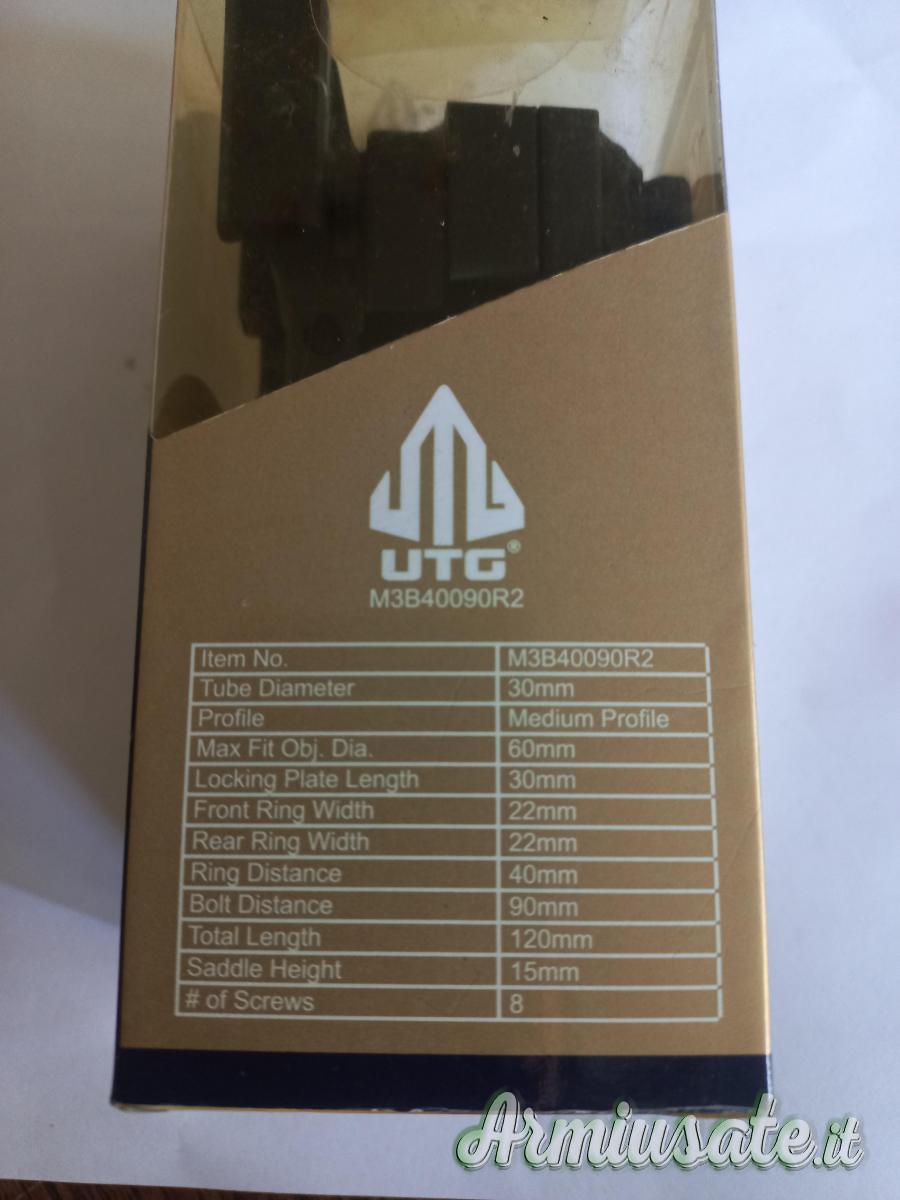 UTG®
M3B40090R2
Item No. M3B40090R2
Tube Diameter 30mm
Profile Medium Profile
Max Fit Obj. Dia. 60mm
Locking Plate Length 30mm
Front Ring Width 22mm
Rear Ring Width 22mm
Ring Distance 40mm
Bolt Distance 90mm
Total Length 120mm
Saddle Height 15mm
# of Screws 8
Armiusate.it